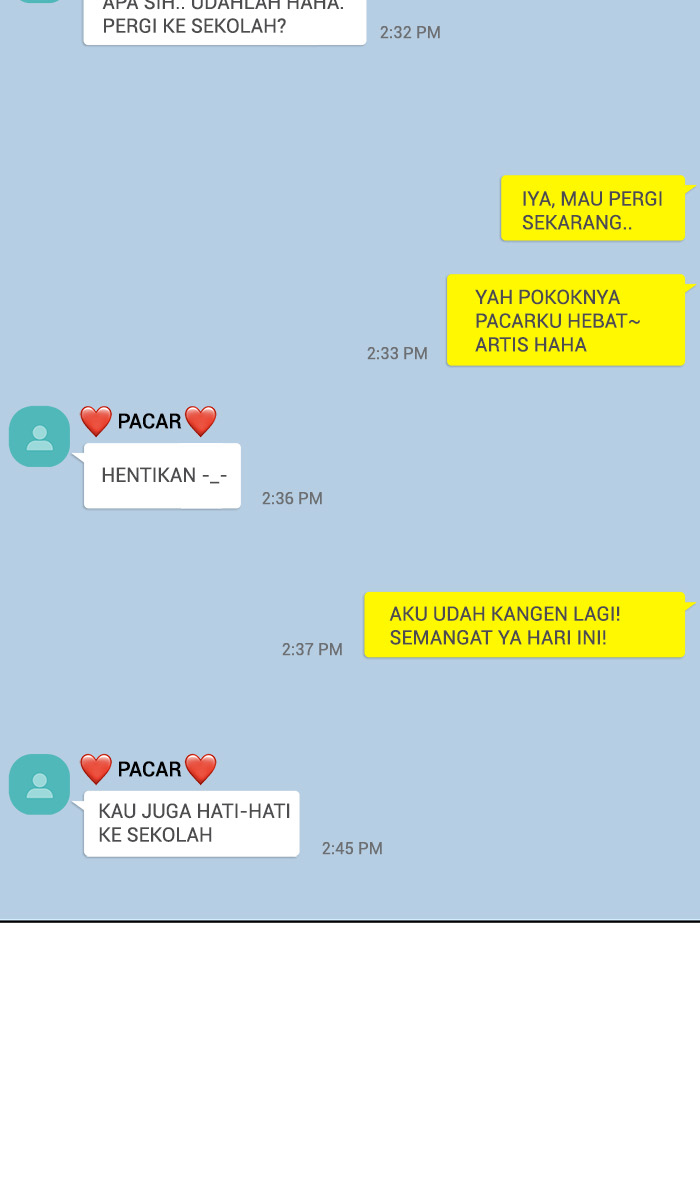 APA SIH.. UDAHLAH HAHA.
PERGI KE SEKOLAH?
2:32 PM
IYA, MAU PERGI
SEKARANG..
YAH POKOKNYA
PACARKU HEBAT~
ARTIS HAHA
2:33 PM
❤️ PACAR ❤️
HENTIKAN -_-
2:36 PM
AKU UDAH KANGEN LAGI!
SEMANGAT YA HARI INI!
2:37 PM
❤️ PACAR ❤️
KAU JUGA HATI-HATI
KE SEKOLAH
2:45 PM